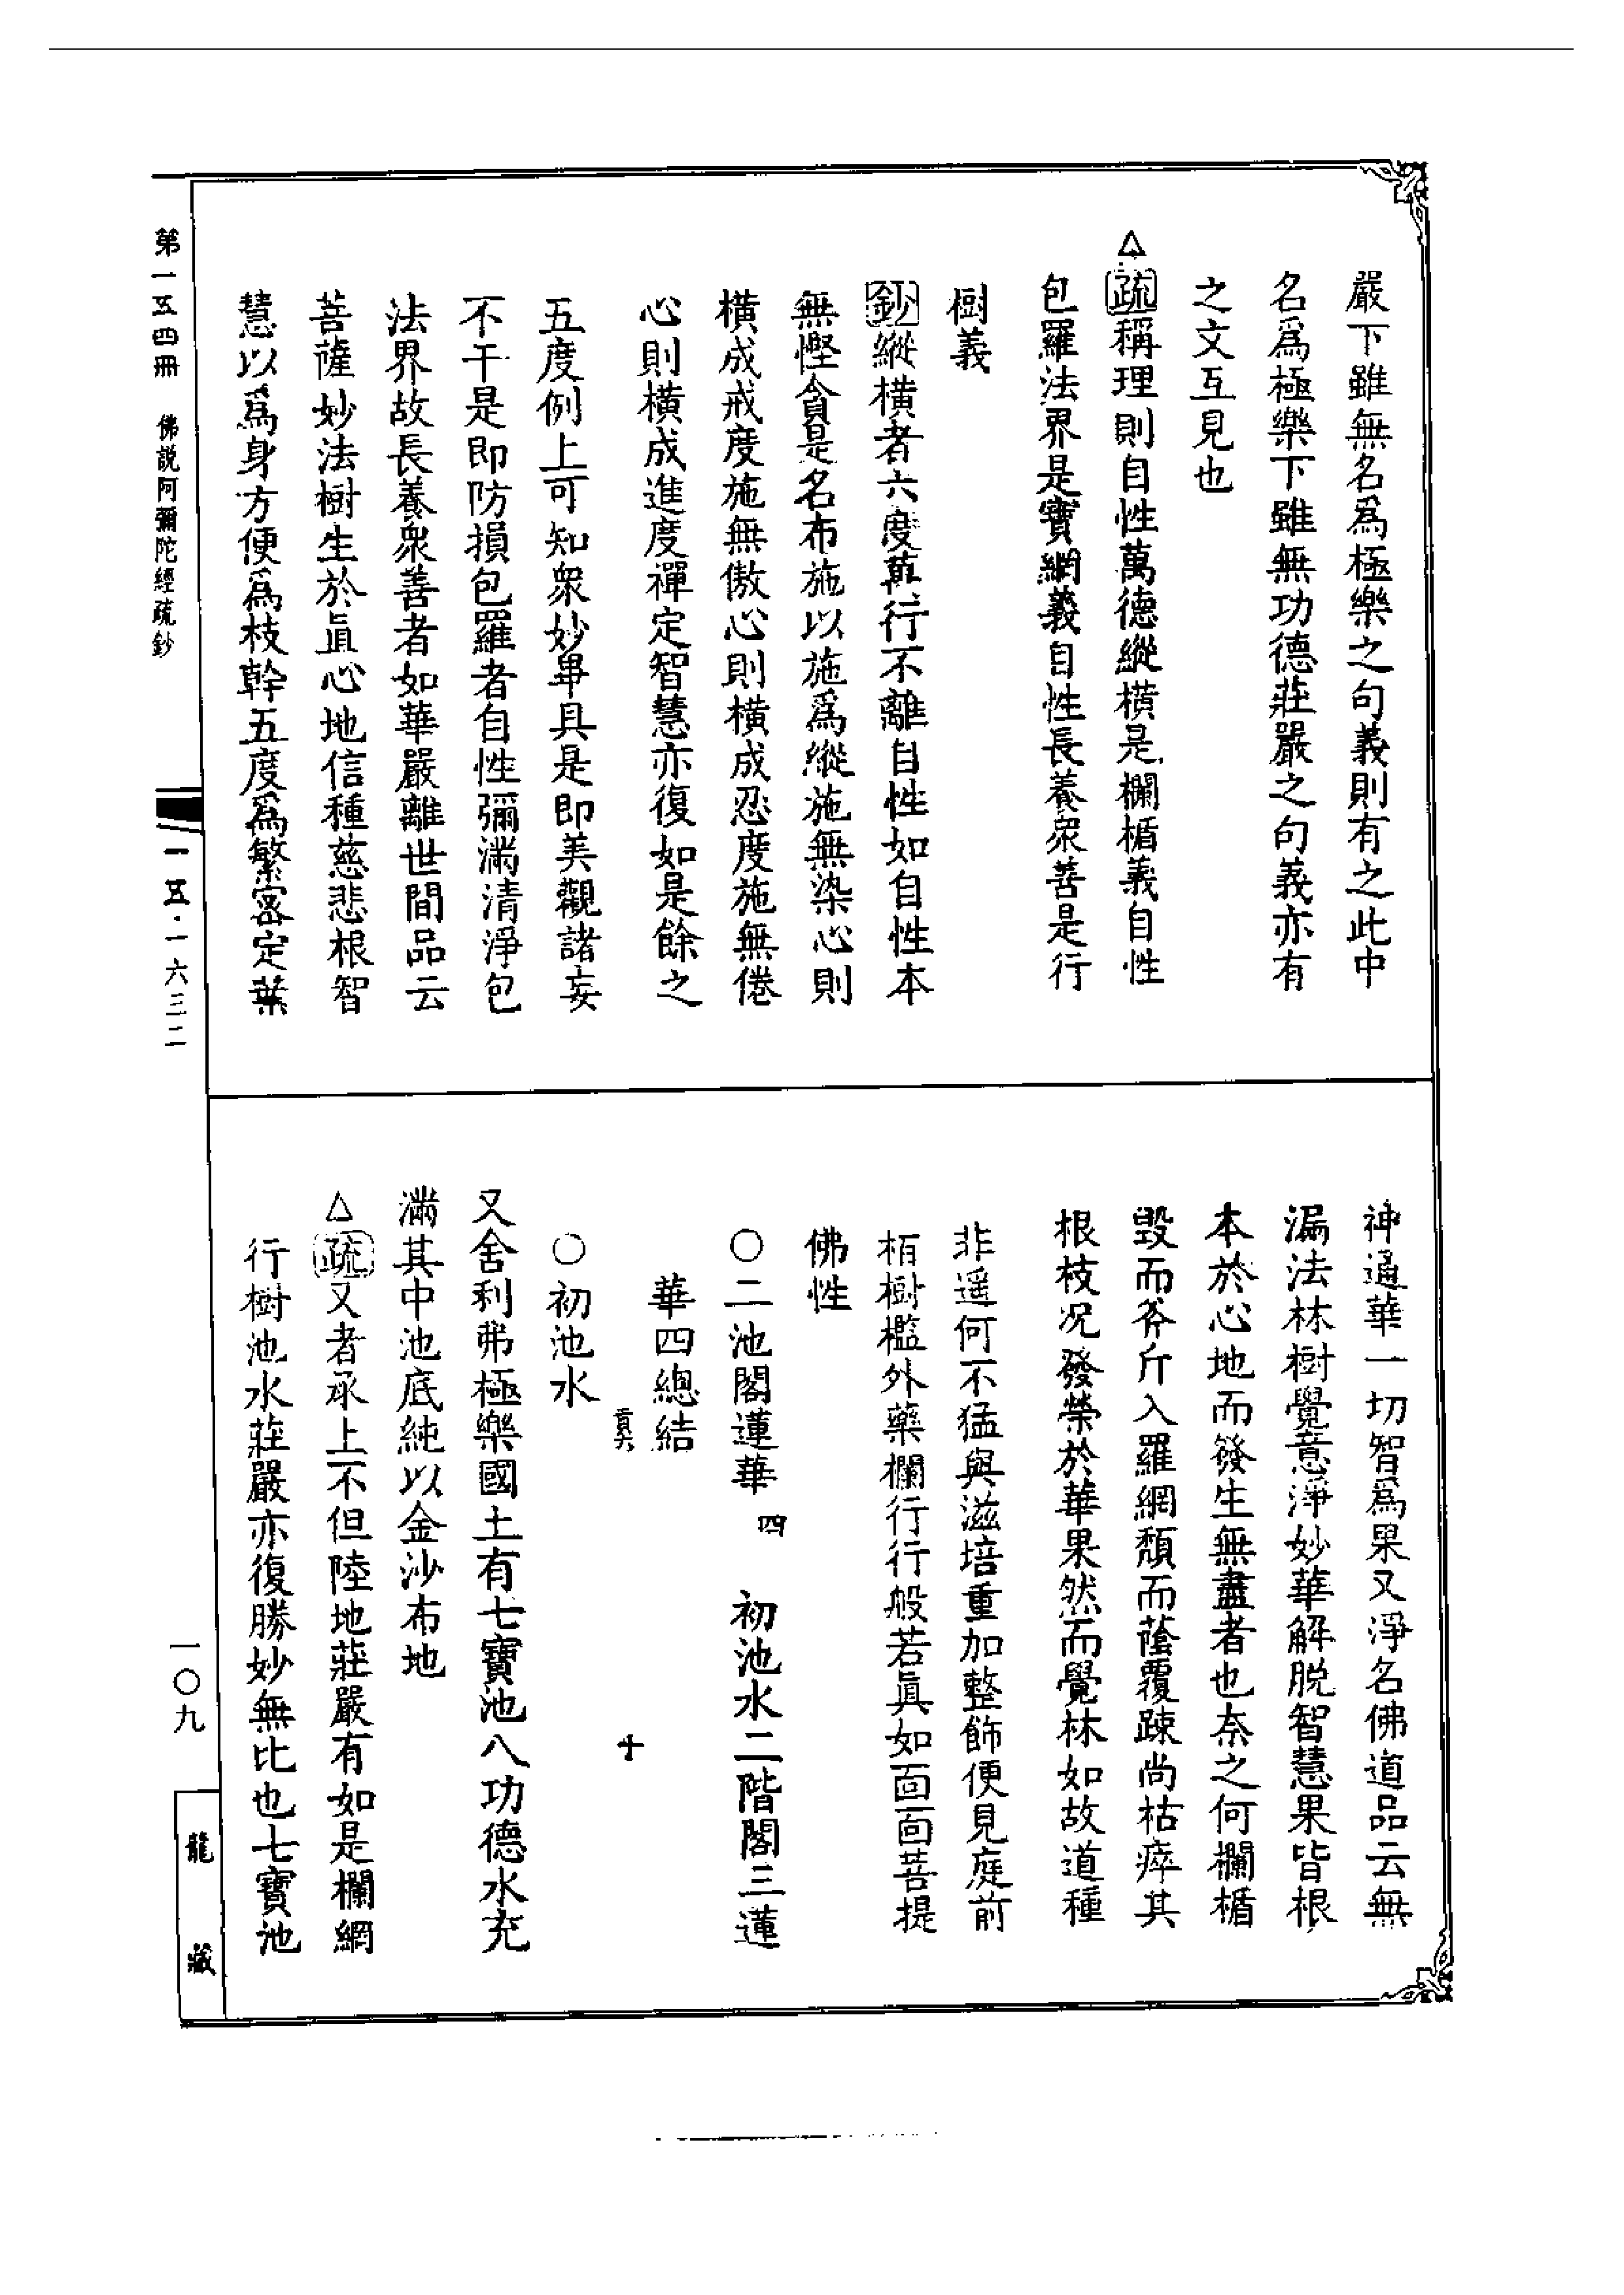 嚴下雖無名爲極樂之句義則有之此中
名爲極樂下雖無功德莊嚴之句義亦有
之文互見也
△疏稱理則自性萬德縱橫是欄楯義自性
包羅法界是寶網義自性長養衆善是行
樹義
鈔縱橫者六度萬行不離自性如自性本
無慳貪是名布施以施爲縱施無染心則
橫成戒度施無傲心則橫成忍度施無倦
心則橫成進度禪定智慧亦復如是餘之
五度例上可知衆妙畢具是即美觀諸妄
不干是即防損包羅者自性彌滿清淨包
法界故長養衆善者如華嚴離世間品云
菩薩妙法樹生於直心地信種慈悲根智
慧以爲身方便爲枝幹五度爲繁密定葉
神通華一切智爲果又淨名佛道品云無
漏法林樹覺意淨妙華解脫智慧果皆根
本於心地而發生無盡者也奈之何欄楯
毀而斧斤入羅網頹而蔭覆疎尚枯瘁其
根枝况發榮於華果然而覺林如故道種
非遥何不猛與滋培重加整飾便見庭前
栢樹檻外藥欄行行般若眞如面面菩提
佛性
○二池閣蓮華 四 初池水二階閣三蓮
華四總結
貢六 十
○初池水
又舍利弗極樂國土有七寶池八功德水充
滿其中池底純以金沙布地
△疏又者承上不但陸地莊嚴有如是欄網
行樹池水莊嚴亦復勝妙無比也七寶池
第一五四冊 佛說阿彌陀經疏鈔
一五·一六三二
一〇九
龍藏